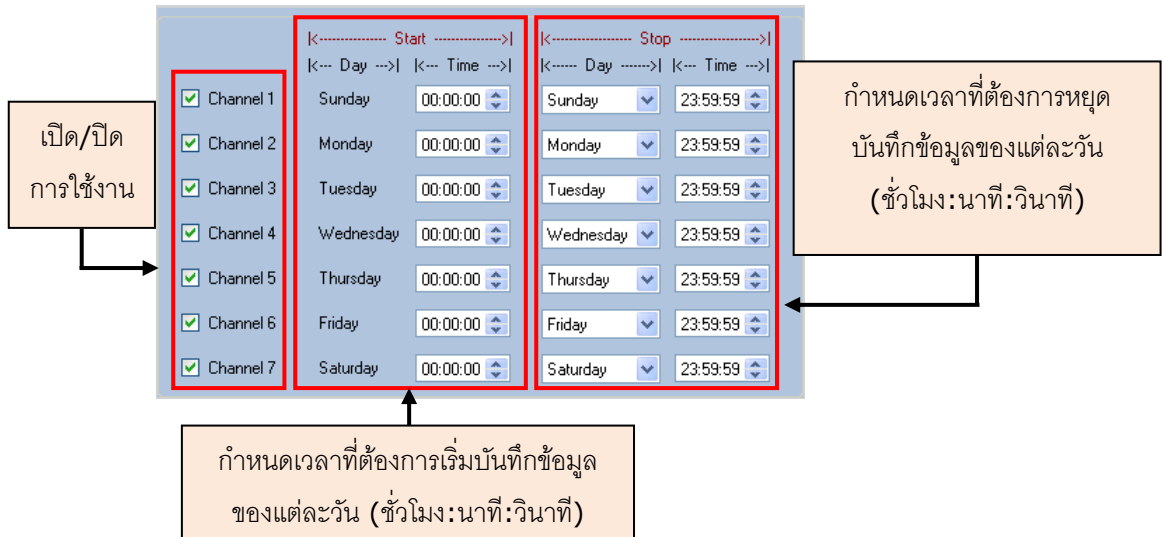 |<--------------- Start --------------->| |<---------------- Stop ----------------->|
|<--- Day --->| |<--- Time --->| |<------ Day ------->| |<--- Time --->|
Channel 1 Sunday 00:00:00 Sunday 23:59:59
Channel 2 Monday 00:00:00 Monday 23:59:59
Channel 3 Tuesday 00:00:00 Tuesday 23:59:59
Channel 4 Wednesday 00:00:00 Wednesday 23:59:59
Channel 5 Thursday 00:00:00 Thursday 23:59:59
Channel 6 Friday 00:00:00 Friday 23:59:59
Channel 7 Saturday 00:00:00 Saturday 23:59:59
เปิด/ปิด
การใช้งาน
กำหนดเวลาที่ต้องการหยุด
บันทึกข้อมูลของแต่ละวัน
(ชั่วโมง:นาที:วินาที)
กำหนดเวลาที่ต้องการเริ่มบันทึกข้อมูล
ของแต่ละวัน (ชั่วโมง:นาที:วินาที)